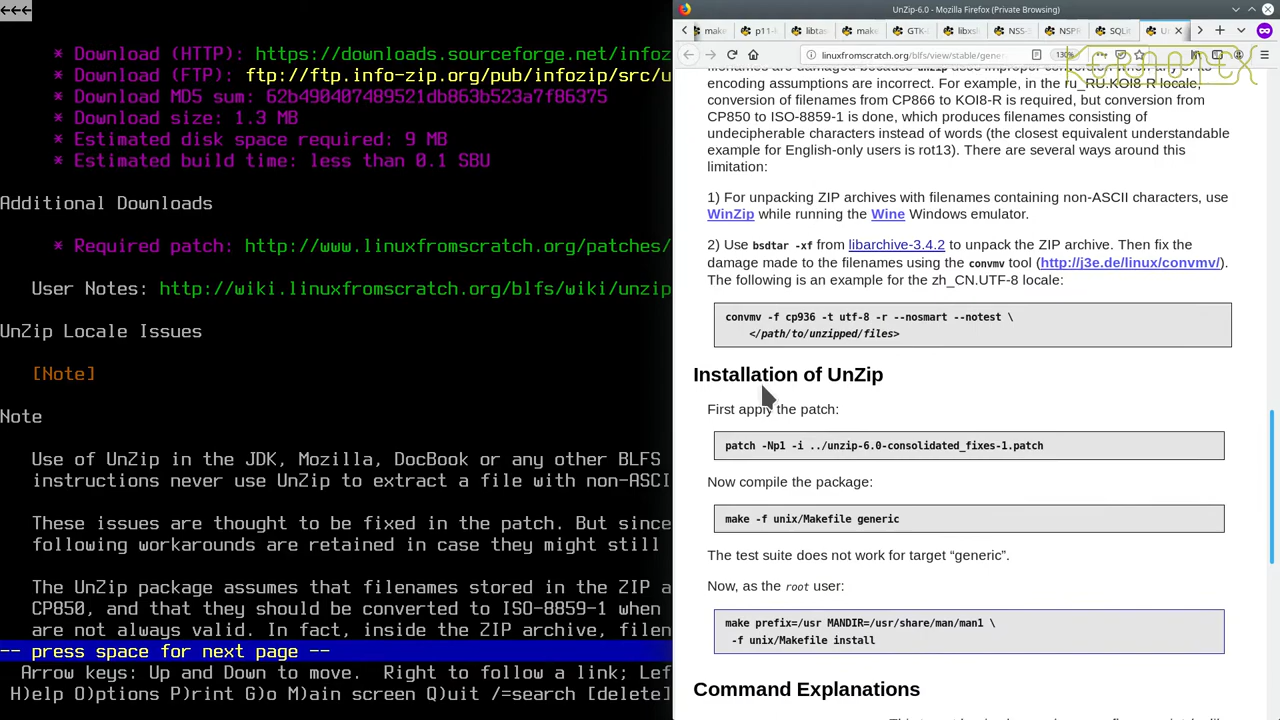 ←←←
* Download (HTTP): https://downloads.sourceforge.net/infoz
* Download (FTP): ftp://ftp.info-zip.org/pub/infozip/src/u
* Download MD5 sum: 62b490407489521db863b523a7f86375
* Download size: 1.3 MB
* Estimated disk space required: 9 MB
* Estimated build time: less than 0.1 SBU
Additional Downloads
* Required patch: http://www.linuxfromscratch.org/patches/
User Notes: http://wiki.linuxfromscratch.org/blfs/wiki/unzip
UnZip Locale Issues
[Note]
Note
Use of UnZip in the JDK, Mozilla, DocBook or any other BLFS
instructions never use UnZip to extract a file with non-ASCI
These issues are thought to be fixed in the patch. But since
following workarounds are retained in case they might still
The UnZip package assumes that filenames stored in the ZIP a
CP850, and that they should be converted to ISO-8859-1 when
are not always valid. In fact, inside the ZIP archive, filen
-- press space for next page --
Arrow keys: Up and Down to move. Right to follow a link; Lef
H)elp O)ptions P)rint G)o M)ain screen Q)uit /=search [delete]
UnZip-6.0 - Mozilla Firefox (Private Browsing)
make p11-k libtas make GTK- libxsl NSS- NSPR SQLi U
linuxfromscratch.org/blfs/view/stable/gener 130%
KERNOTEX
encoding assumptions are incorrect. For example, in the ru_RU.KOI8-R locale,
conversion of filenames from CP866 to KOI8-R is required, but conversion from
CP850 to ISO-8859-1 is done, which produces filenames consisting of
undecipherable characters instead of words (the closest equivalent understandable
example for English-only users is rot13). There are several ways around this
limitation:
1) For unpacking ZIP archives with filenames containing non-ASCII characters, use
WinZip while running the Wine Windows emulator.
2) Use bsdtar -xf from libarchive-3.4.2 to unpack the ZIP archive. Then fix the
damage made to the filenames using the convmv tool (http://j3e.de/linux/convmv/).
The following is an example for the zh_CN.UTF-8 locale:
convmv -f cp936 -t utf-8 -r --nosmart --notest \
</path/to/unzipped/files>
Installation of UnZip
First apply the patch:
patch -Np1 -i ../unzip-6.0-consolidated_fixes-1.patch
Now compile the package:
make -f unix/Makefile generic
The test suite does not work for target “generic”.
Now, as the root user:
make prefix=/usr MANDIR=/usr/share/man/man1 \
-f unix/Makefile install
Command Explanations